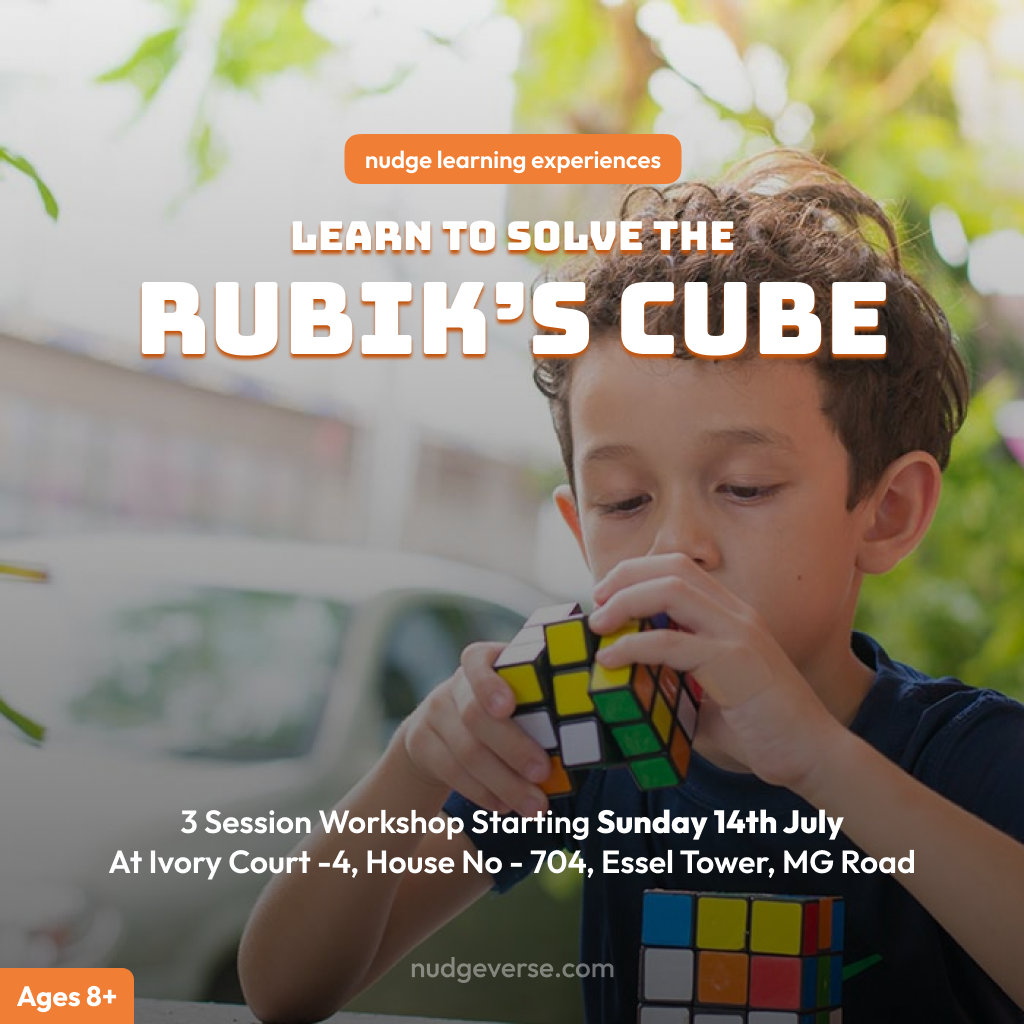 nudge learning experiences
LEARN TO SOLVE THE
RUBIK'S CUBE
3 Session Workshop Starting Sunday 14th July
At Ivory Court -4, House No - 704, Essel Tower, MG Road
nudgeverse.com
Ages 8+